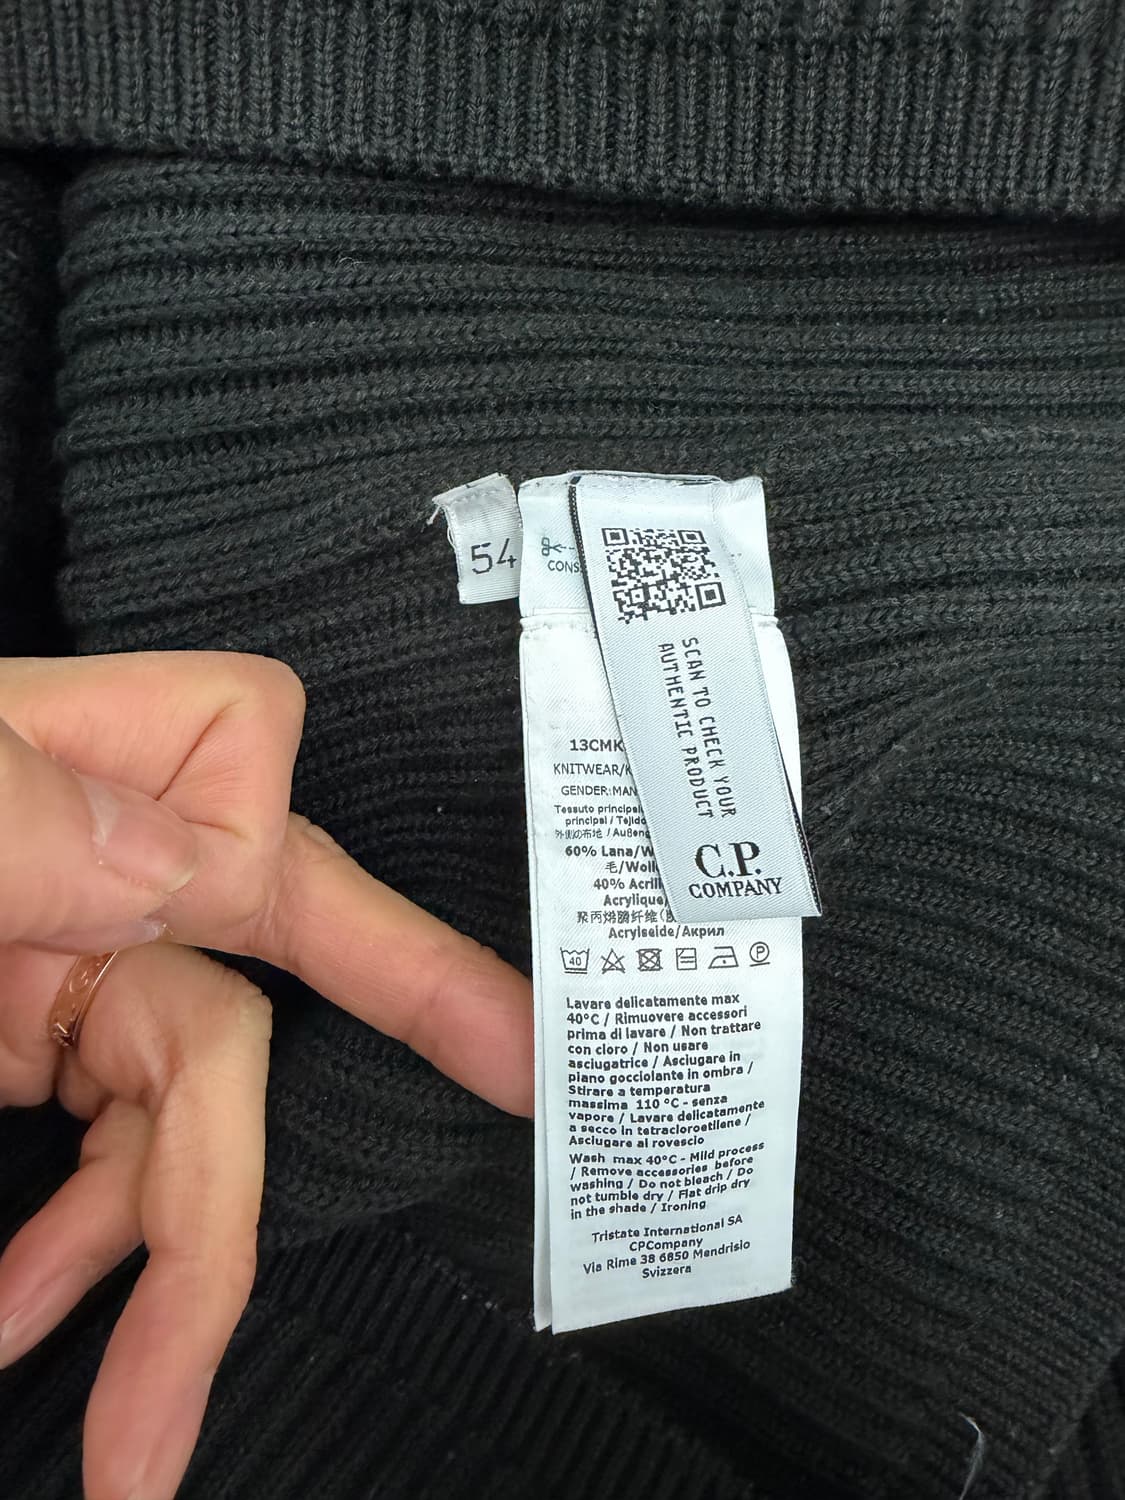 54
CONS
SCAN TO CHECK YOUR
AUTHENTIC PRODUCT
C.P.
COMPANY
13CMK
KNITWEAR/K
GENDER:MAN
Tessuto principal
principal / Tejido
外側の布地 / Außen
60% Lana/W
毛/Woll
40% Acril
Acrylique/
聚丙烯腈纤维(
Acrylseide/Акрил
40
P
Lavare delicatamente max
40°C / Rimuovere accessori
prima di lavare / Non trattare
con cloro / Non usare
asciugatrice / Asciugare in
piano gocciolante in ombra /
Stirare a temperatura
massima 110 °C - senza
vapore / Lavare delicatamente
a secco in tetracloroetilene /
Asciugare al rovescio
Wash max 40°C - Mild process
/ Remove accessories before
washing / Do not bleach / Do
not tumble dry / Flat drip dry
in the shade / Ironing
Tristate International SA
CPCompany
Via Rime 38 6850 Mendrisio
Svizzera